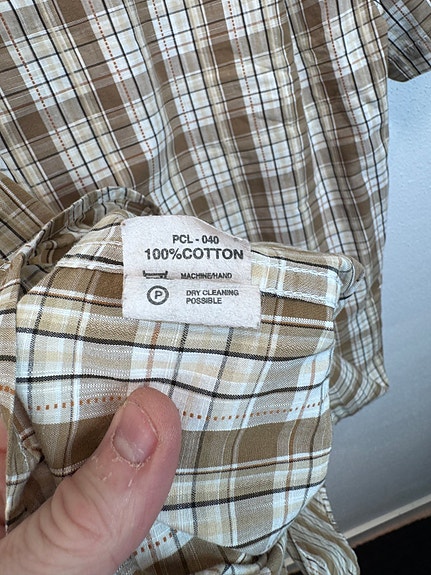 PCL - 040
100%COTTON
MACHINE/HAND
P DRY CLEANING
POSSIBLE